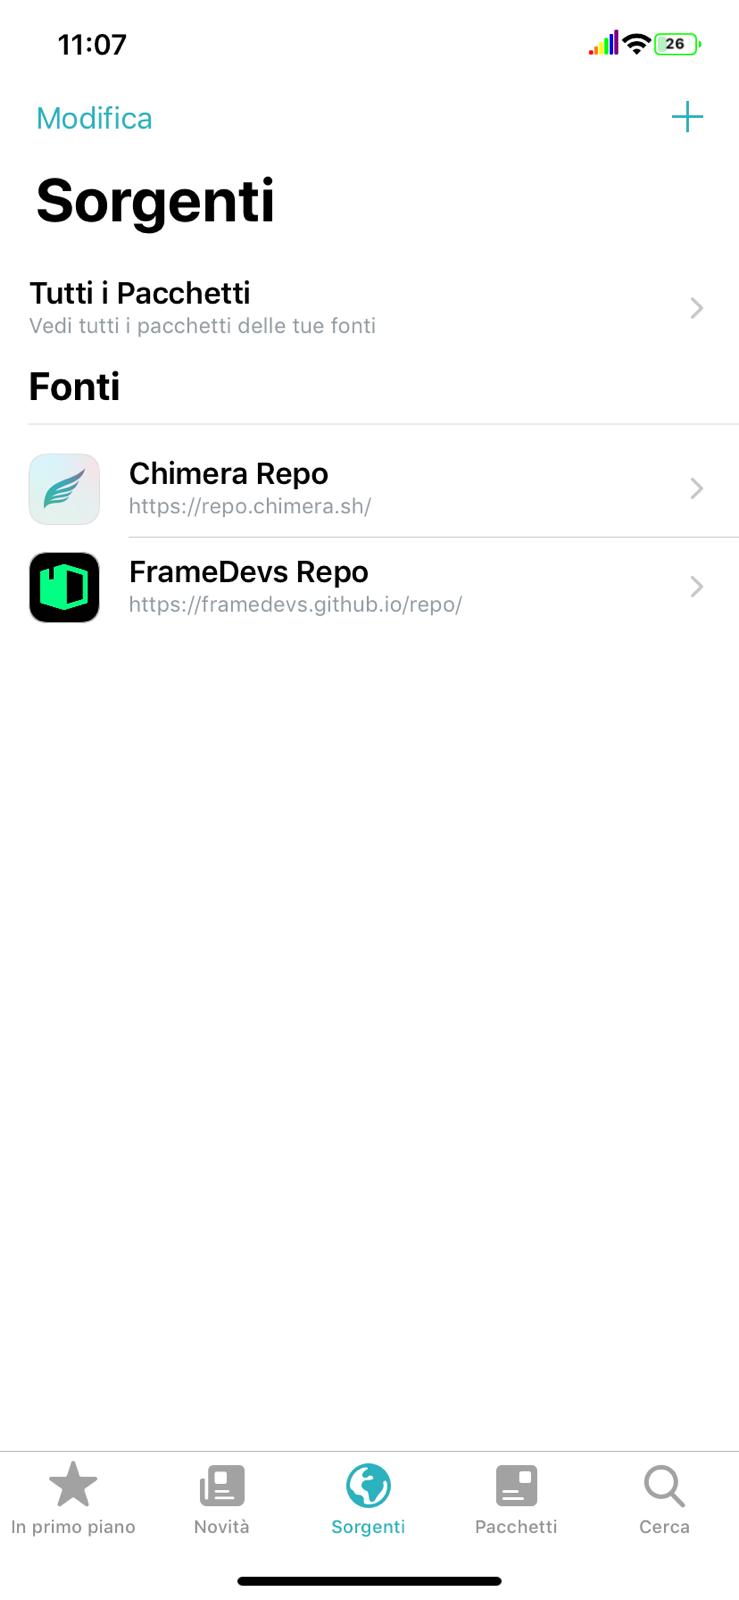 11:07
26
Modifica
Sorgenti
Tutti i Pacchetti
Vedi tutti i pacchetti delle tue fonti
Fonti
Chimera Repo
https://repo.chimera.sh/
FrameDevs Repo
https://framedevs.github.io/repo/
In primo piano
Novità
Sorgenti
Pacchetti
Cerca